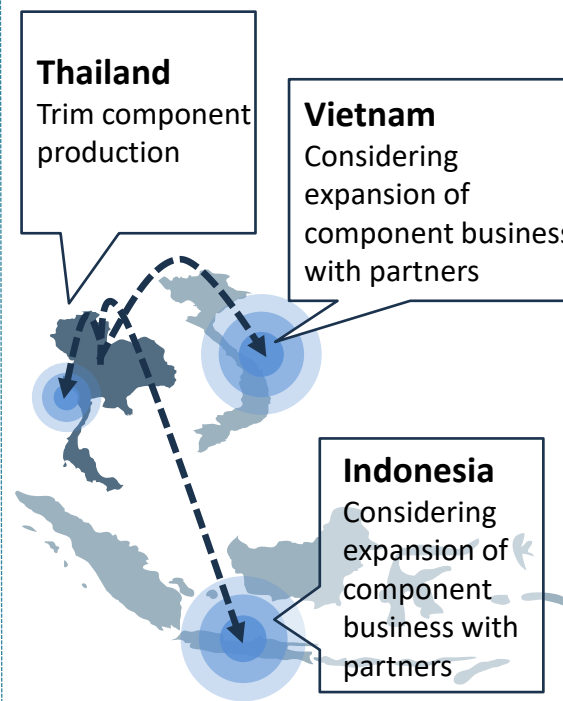 Thailand
Trim component
production
Vietnam
Considering
expansion of
component business
with partners
Indonesia
Considering
expansion of
component
business with
partners